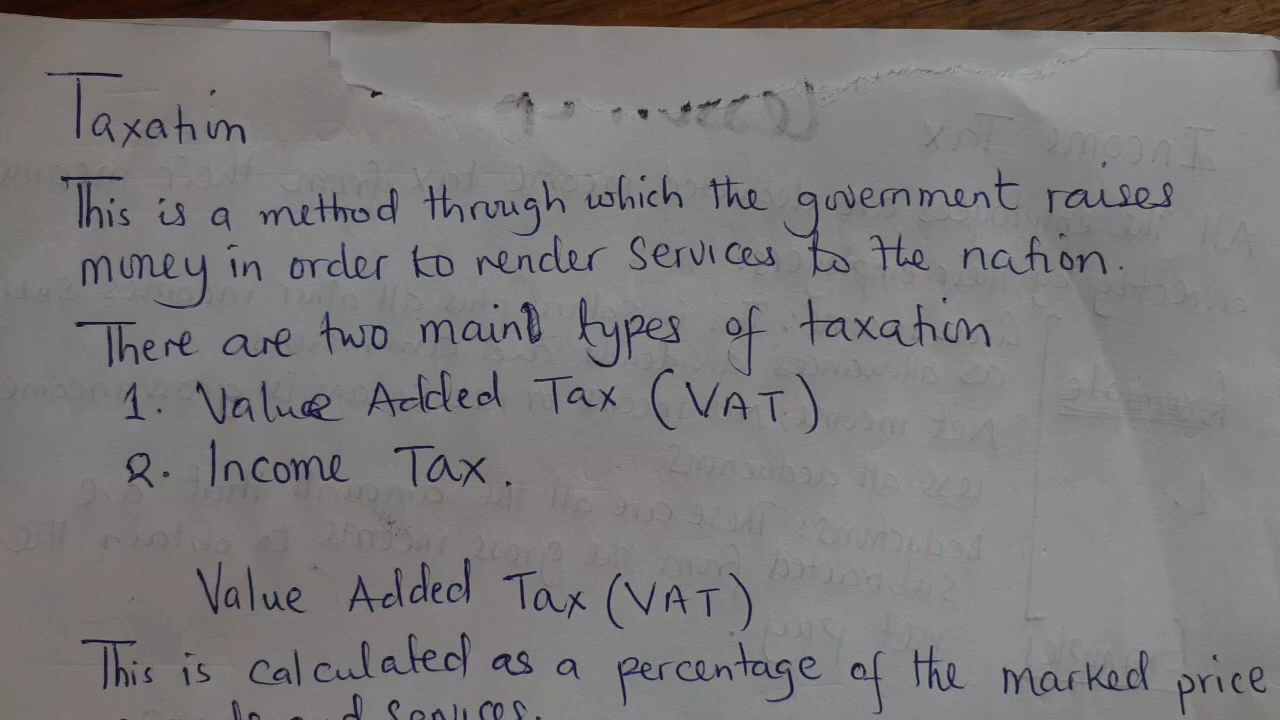 Taxation
This is a method through which the government raises
money in order to render services to the nation.
There are two main types of taxation
1. Value Added Tax (VAT)
2. Income Tax.
Value Added Tax (VAT)
This is calculated as a percentage of the marked price
and services.